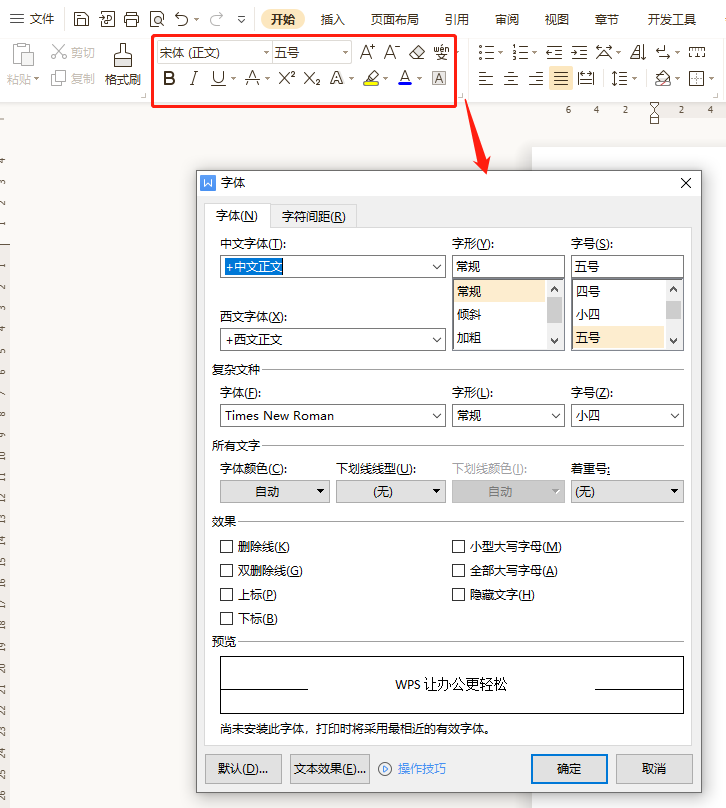 文件 开始 插入 页面布局 引用 审阅 视图 章节 开发工具
粘贴 剪切 复制 格式刷 宋体 (正文) 五号 A+ A- wén
B I U A X² X₂ A A A
6 4 2 2 4
字体
字体(N) 字符间距(R)
中文字体(T): 字形(Y): 字号(S):
+中文正文 常规 五号
常规 四号
倾斜 小四
西文字体(X):
+西文正文 加粗 五号
复杂文种
字体(F): 字形(L): 字号(Z):
Times New Roman 常规 小四
所有文字
字体颜色(C): 下划线线型(U): 下划线颜色(I): 着重号:
自动 (无) 自动 (无)
效果
删除线(K) 小型大写字母(M)
双删除线(G) 全部大写字母(A)
上标(P) 隐藏文字(H)
下标(B)
预览
WPS 让办公更轻松
尚未安装此字体，打印时将采用最相近的有效字体。
默认(D)... 文本效果(E)... 操作技巧 确定 取消